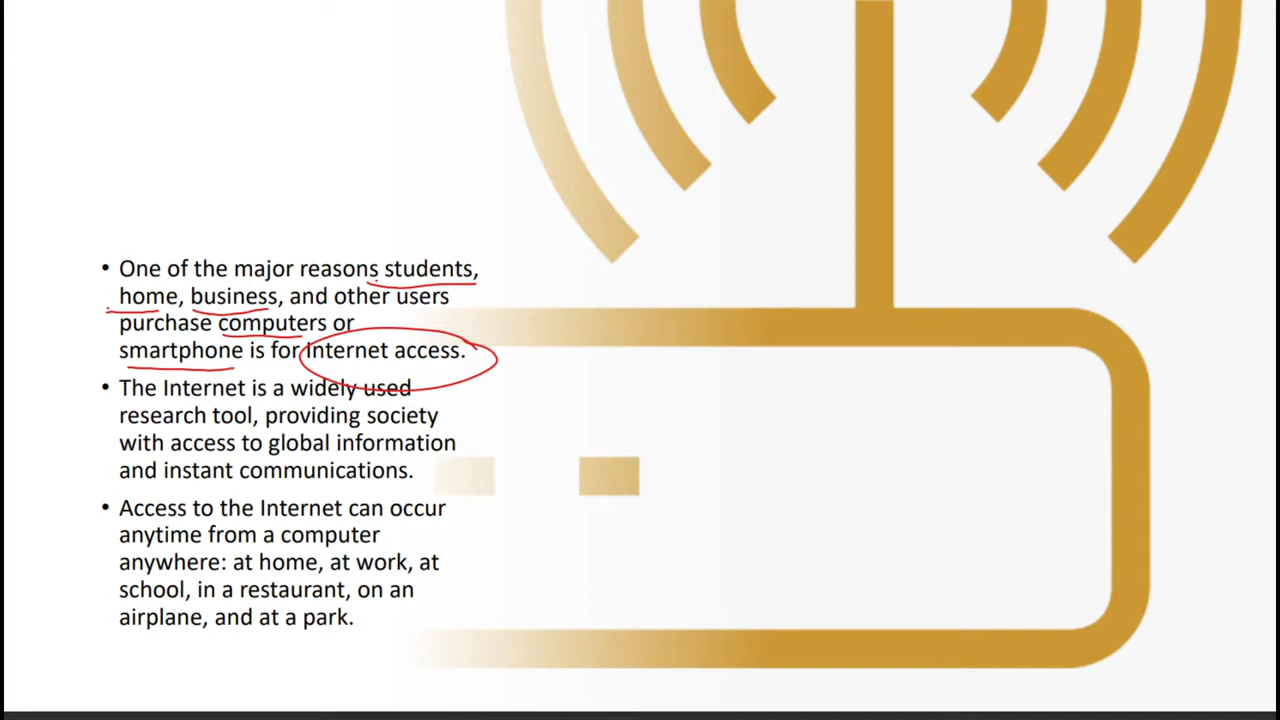 • One of the major reasons students,
home, business, and other users
purchase computers or
smartphone is for Internet access.
• The Internet is a widely used
research tool, providing society
with access to global information
and instant communications.
• Access to the Internet can occur
anytime from a computer
anywhere: at home, at work, at
school, in a restaurant, on an
airplane, and at a park.